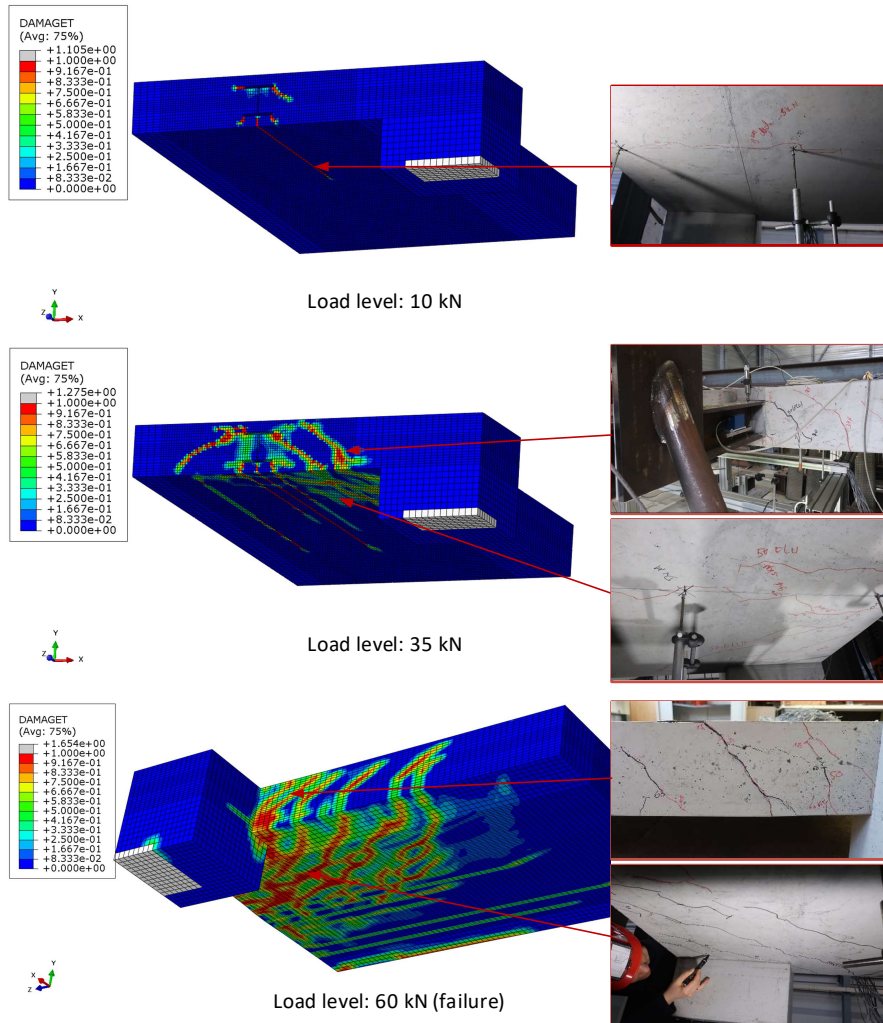 DAMAGET
(Avg: 75%)
+1.105e+00
+1.000e+00
+9.167e-01
+8.333e-01
+7.500e-01
+6.667e-01
+5.833e-01
+5.000e-01
+4.167e-01
+3.333e-01
+2.500e-01
+1.667e-01
+8.333e-02
+0.000e+00
Y
Z
X
Load level: 10 kN
DAMAGET
(Avg: 75%)
+1.275e+00
+1.000e+00
+9.167e-01
+8.333e-01
+7.500e-01
+6.667e-01
+5.833e-01
+5.000e-01
+4.167e-01
+3.333e-01
+2.500e-01
+1.667e-01
+8.333e-02
+0.000e+00
Y
Z
X
Load level: 35 kN
DAMAGET
(Avg: 75%)
+1.654e+00
+1.000e+00
+9.167e-01
+8.333e-01
+7.500e-01
+6.667e-01
+5.833e-01
+5.000e-01
+4.167e-01
+3.333e-01
+2.500e-01
+1.667e-01
+8.333e-02
+0.000e+00
X
Y
Z
Load level: 60 kN (failure)